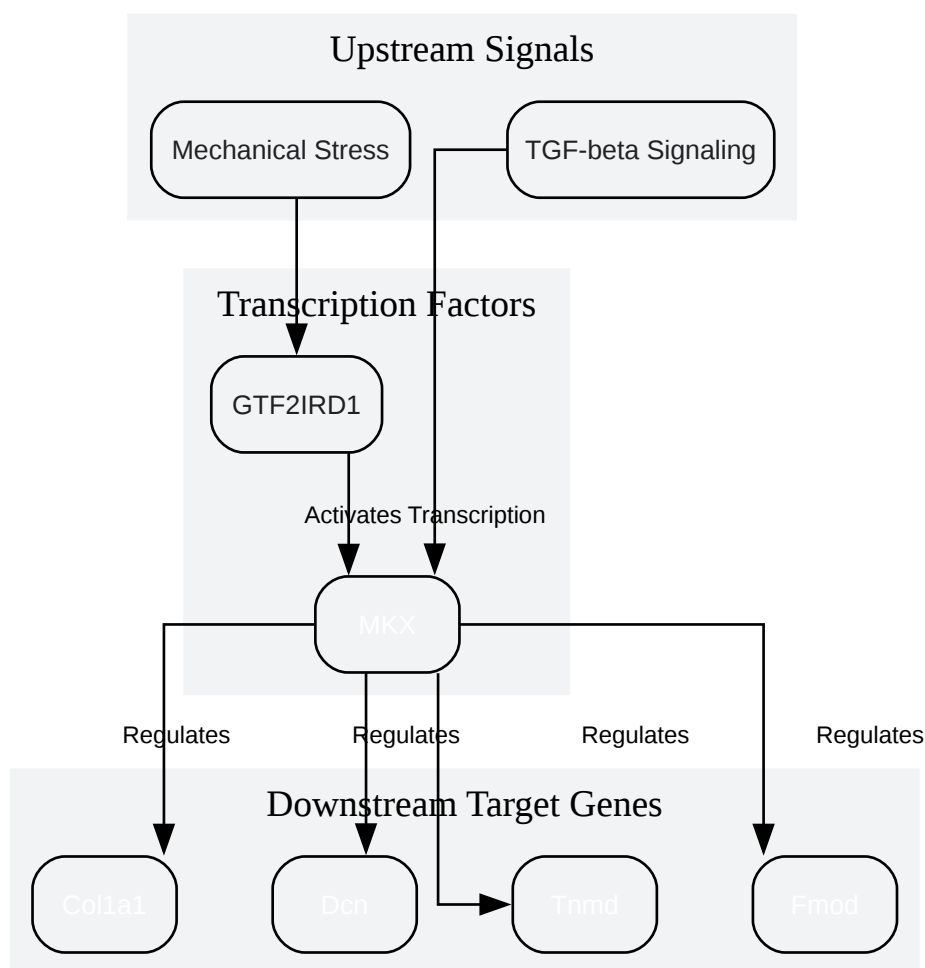 Upstream Signals
Mechanical Stress
TGF-beta Signaling
Transcription Factors
GTF2IRD1
Activates Transcription
MKX
Regulates
Regulates
Regulates
Regulates
Downstream Target Genes
Col1a1
Dcn
Tnmd
Fmod